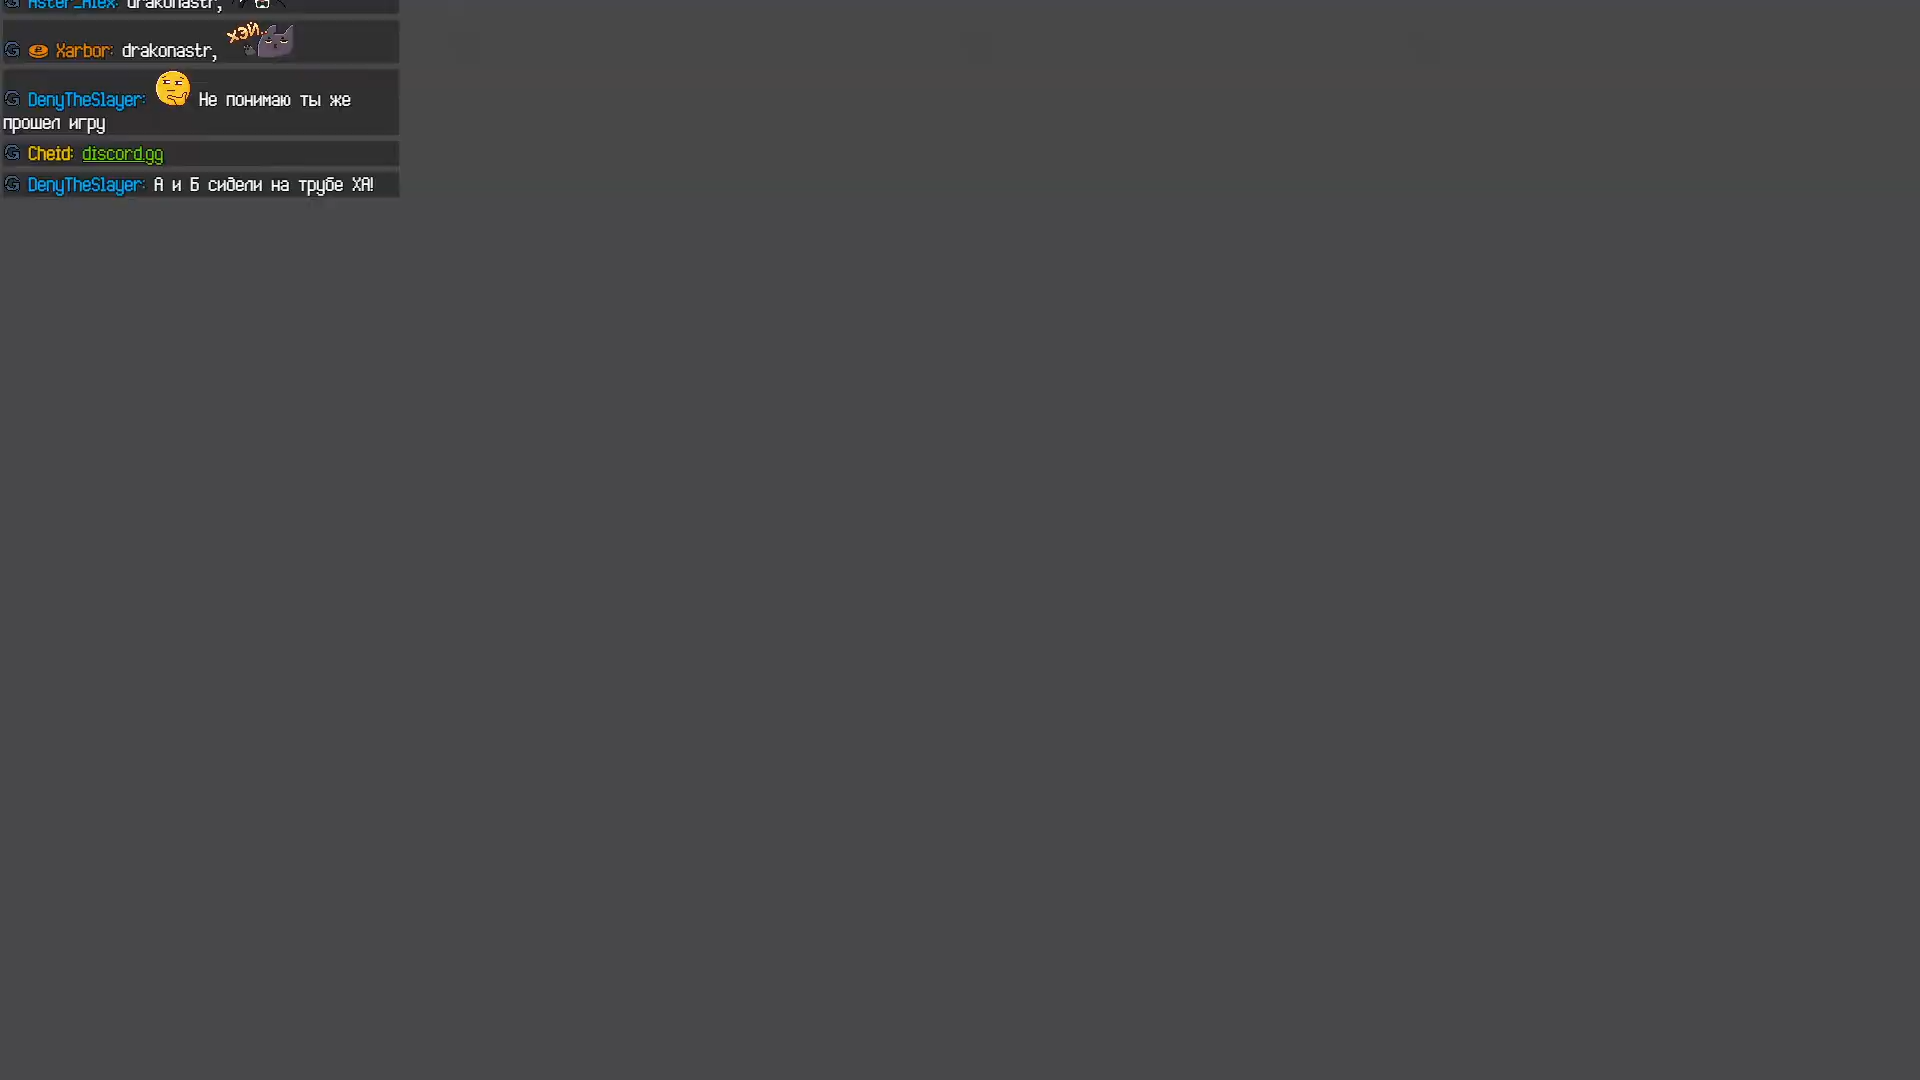 Aster_Alex: drakonastr,
Xarbor: drakonastr, хэй..
DenyTheSlayer: Не понимаю ты же
прошел игру
Cheid: discord.gg
DenyTheSlayer: А и Б сидели на трубе ХА!